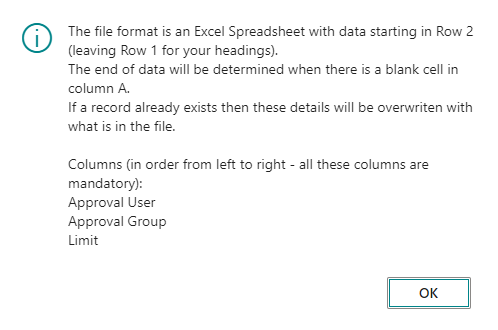 The file format is an Excel Spreadsheet with data starting in Row 2
(leaving Row 1 for your headings).
The end of data will be determined when there is a blank cell in
column A.
If a record already exists then these details will be overwriten with
what is in the file.
Columns (in order from left to right - all these columns are
mandatory):
Approval User
Approval Group
Limit
OK